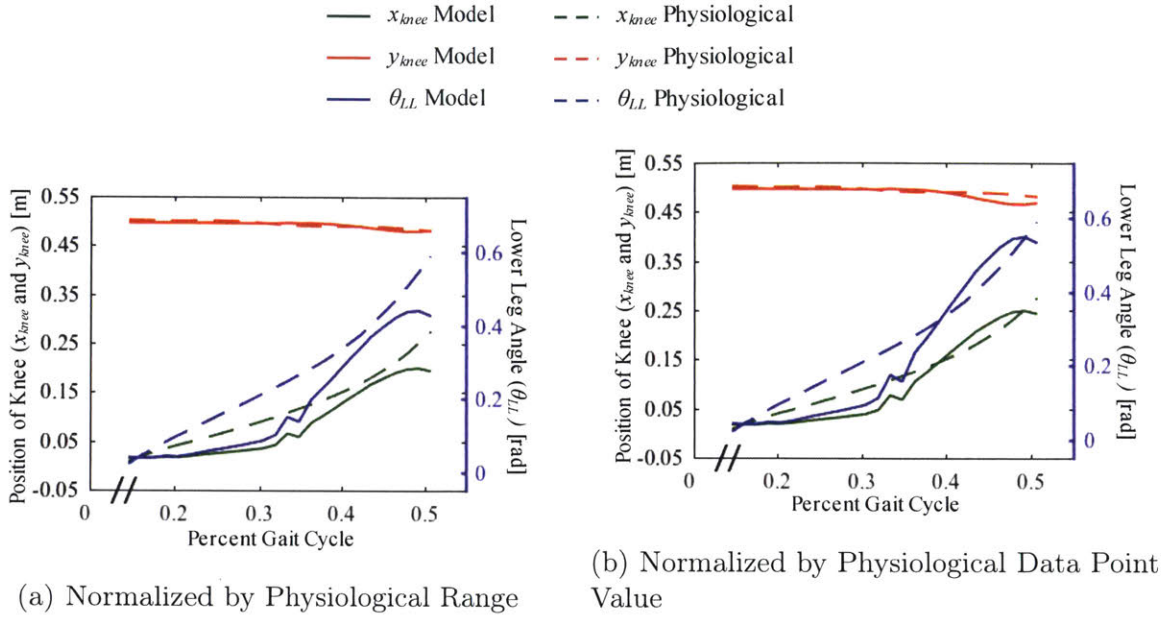 x_knee Model x_knee Physiological
y_knee Model y_knee Physiological
θ_LL Model θ_LL Physiological
Position of Knee (x_knee and y_knee) [m]
0.55
0.45
0.35
0.25
0.15
0.05
-0.05
0 0.2 0.3 0.4 0.5
Percent Gait Cycle
0.6
0.4
0.2
0
Lower Leg Angle (θ_LL) [rad]
(a) Normalized by Physiological Range
Position of Knee (x_knee and y_knee) [m]
0.55
0.45
0.35
0.25
0.15
0.05
-0.05
0 0.2 0.3 0.4 0.5
Percent Gait Cycle
0.6
0.4
0.2
0
Lower Leg Angle (θ_LL) [rad]
(b) Normalized by Physiological Data Point
Value